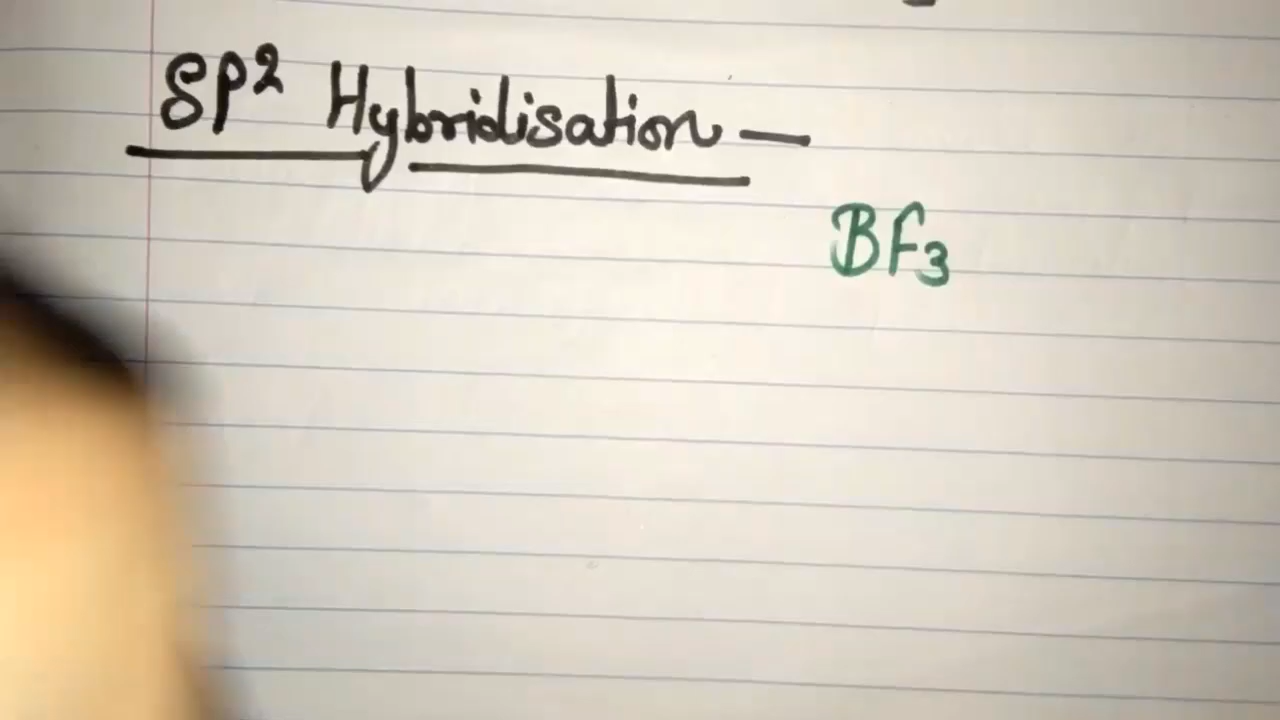 SP² Hybridisation —
BF₃